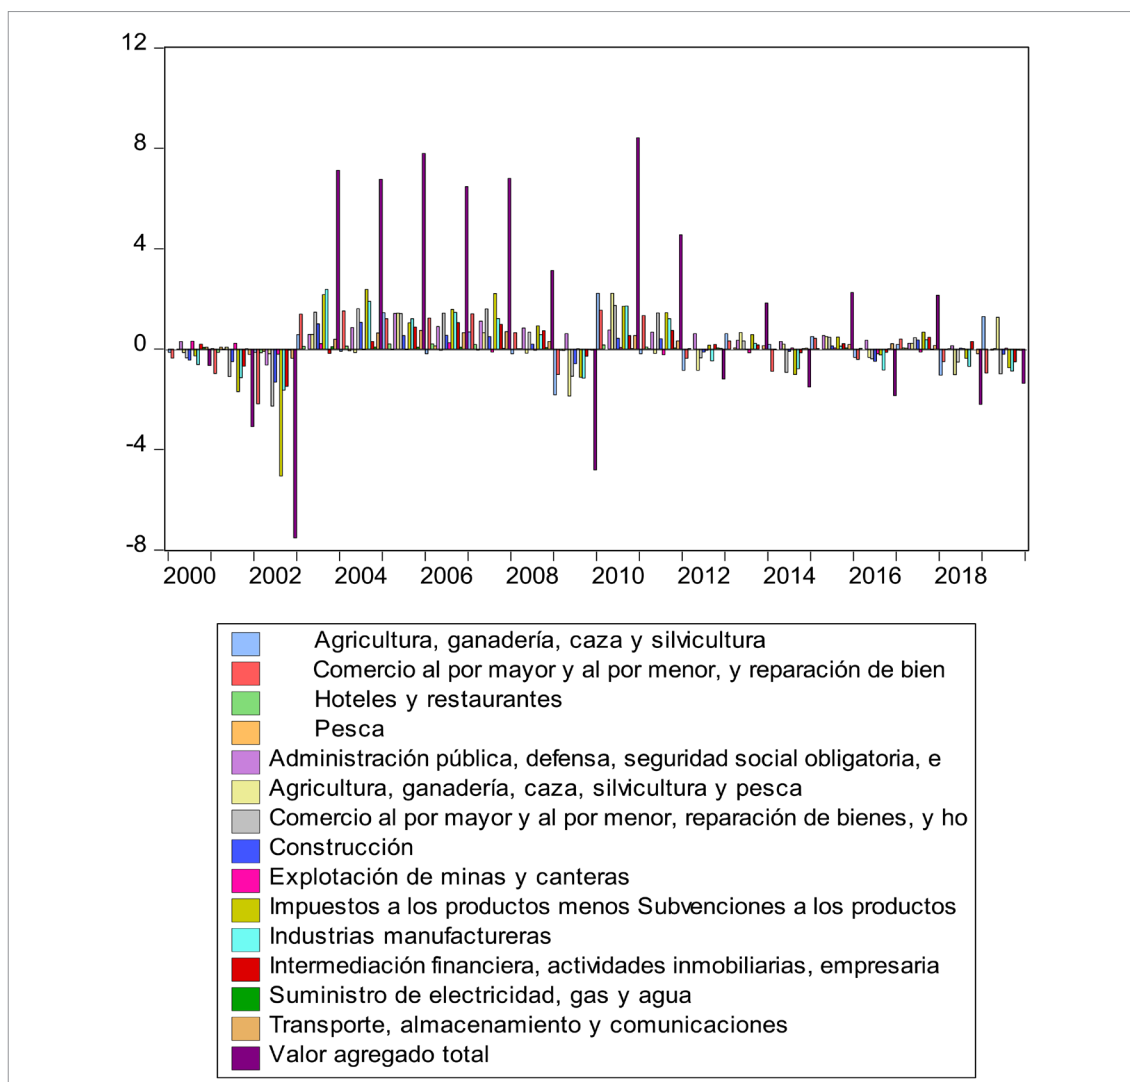 12
8
4
0
-4
-8
2000 2002 2004 2006 2008 2010 2012 2014 2016 2018
Agricultura, ganadería, caza y silvicultura
Comercio al por mayor y al por menor, y reparación de bien
Hoteles y restaurantes
Pesca
Administración pública, defensa, seguridad social obligatoria, e
Agricultura, ganadería, caza, silvicultura y pesca
Comercio al por mayor y al por menor, reparación de bienes, y ho
Construcción
Explotación de minas y canteras
Impuestos a los productos menos Subvenciones a los productos
Industrias manufactureras
Intermediación financiera, actividades inmobiliarias, empresaria
Suministro de electricidad, gas y agua
Transporte, almacenamiento y comunicaciones
Valor agregado total